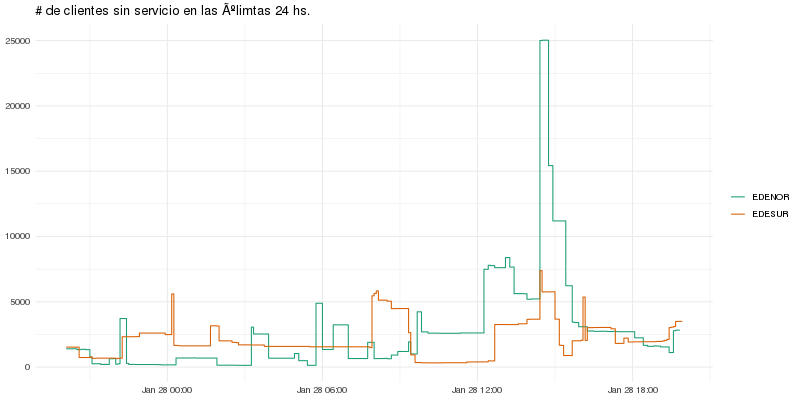 # de clientes sin servicio en las Ãºlimtas 24 hs.
25000
20000
15000
10000
5000
0
Jan 28 00:00
Jan 28 06:00
Jan 28 12:00
Jan 28 18:00
EDENOR
EDESUR